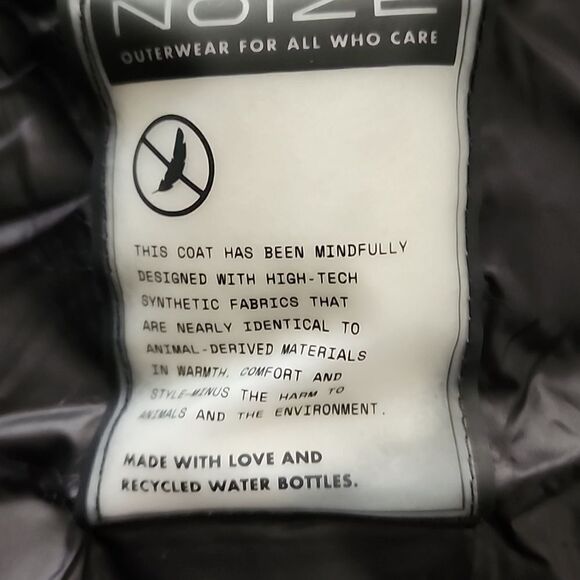 NOIZE
OUTERWEAR FOR ALL WHO CARE
THIS COAT HAS BEEN MINDFULLY
DESIGNED WITH HIGH-TECH
SYNTHETIC FABRICS THAT
ARE NEARLY IDENTICAL TO
ANIMAL-DERIVED MATERIALS
IN WARMTH, COMFORT AND
STYLE-MINUS THE HARM TO
ANIMALS AND THE ENVIRONMENT.
MADE WITH LOVE AND
RECYCLED WATER BOTTLES.